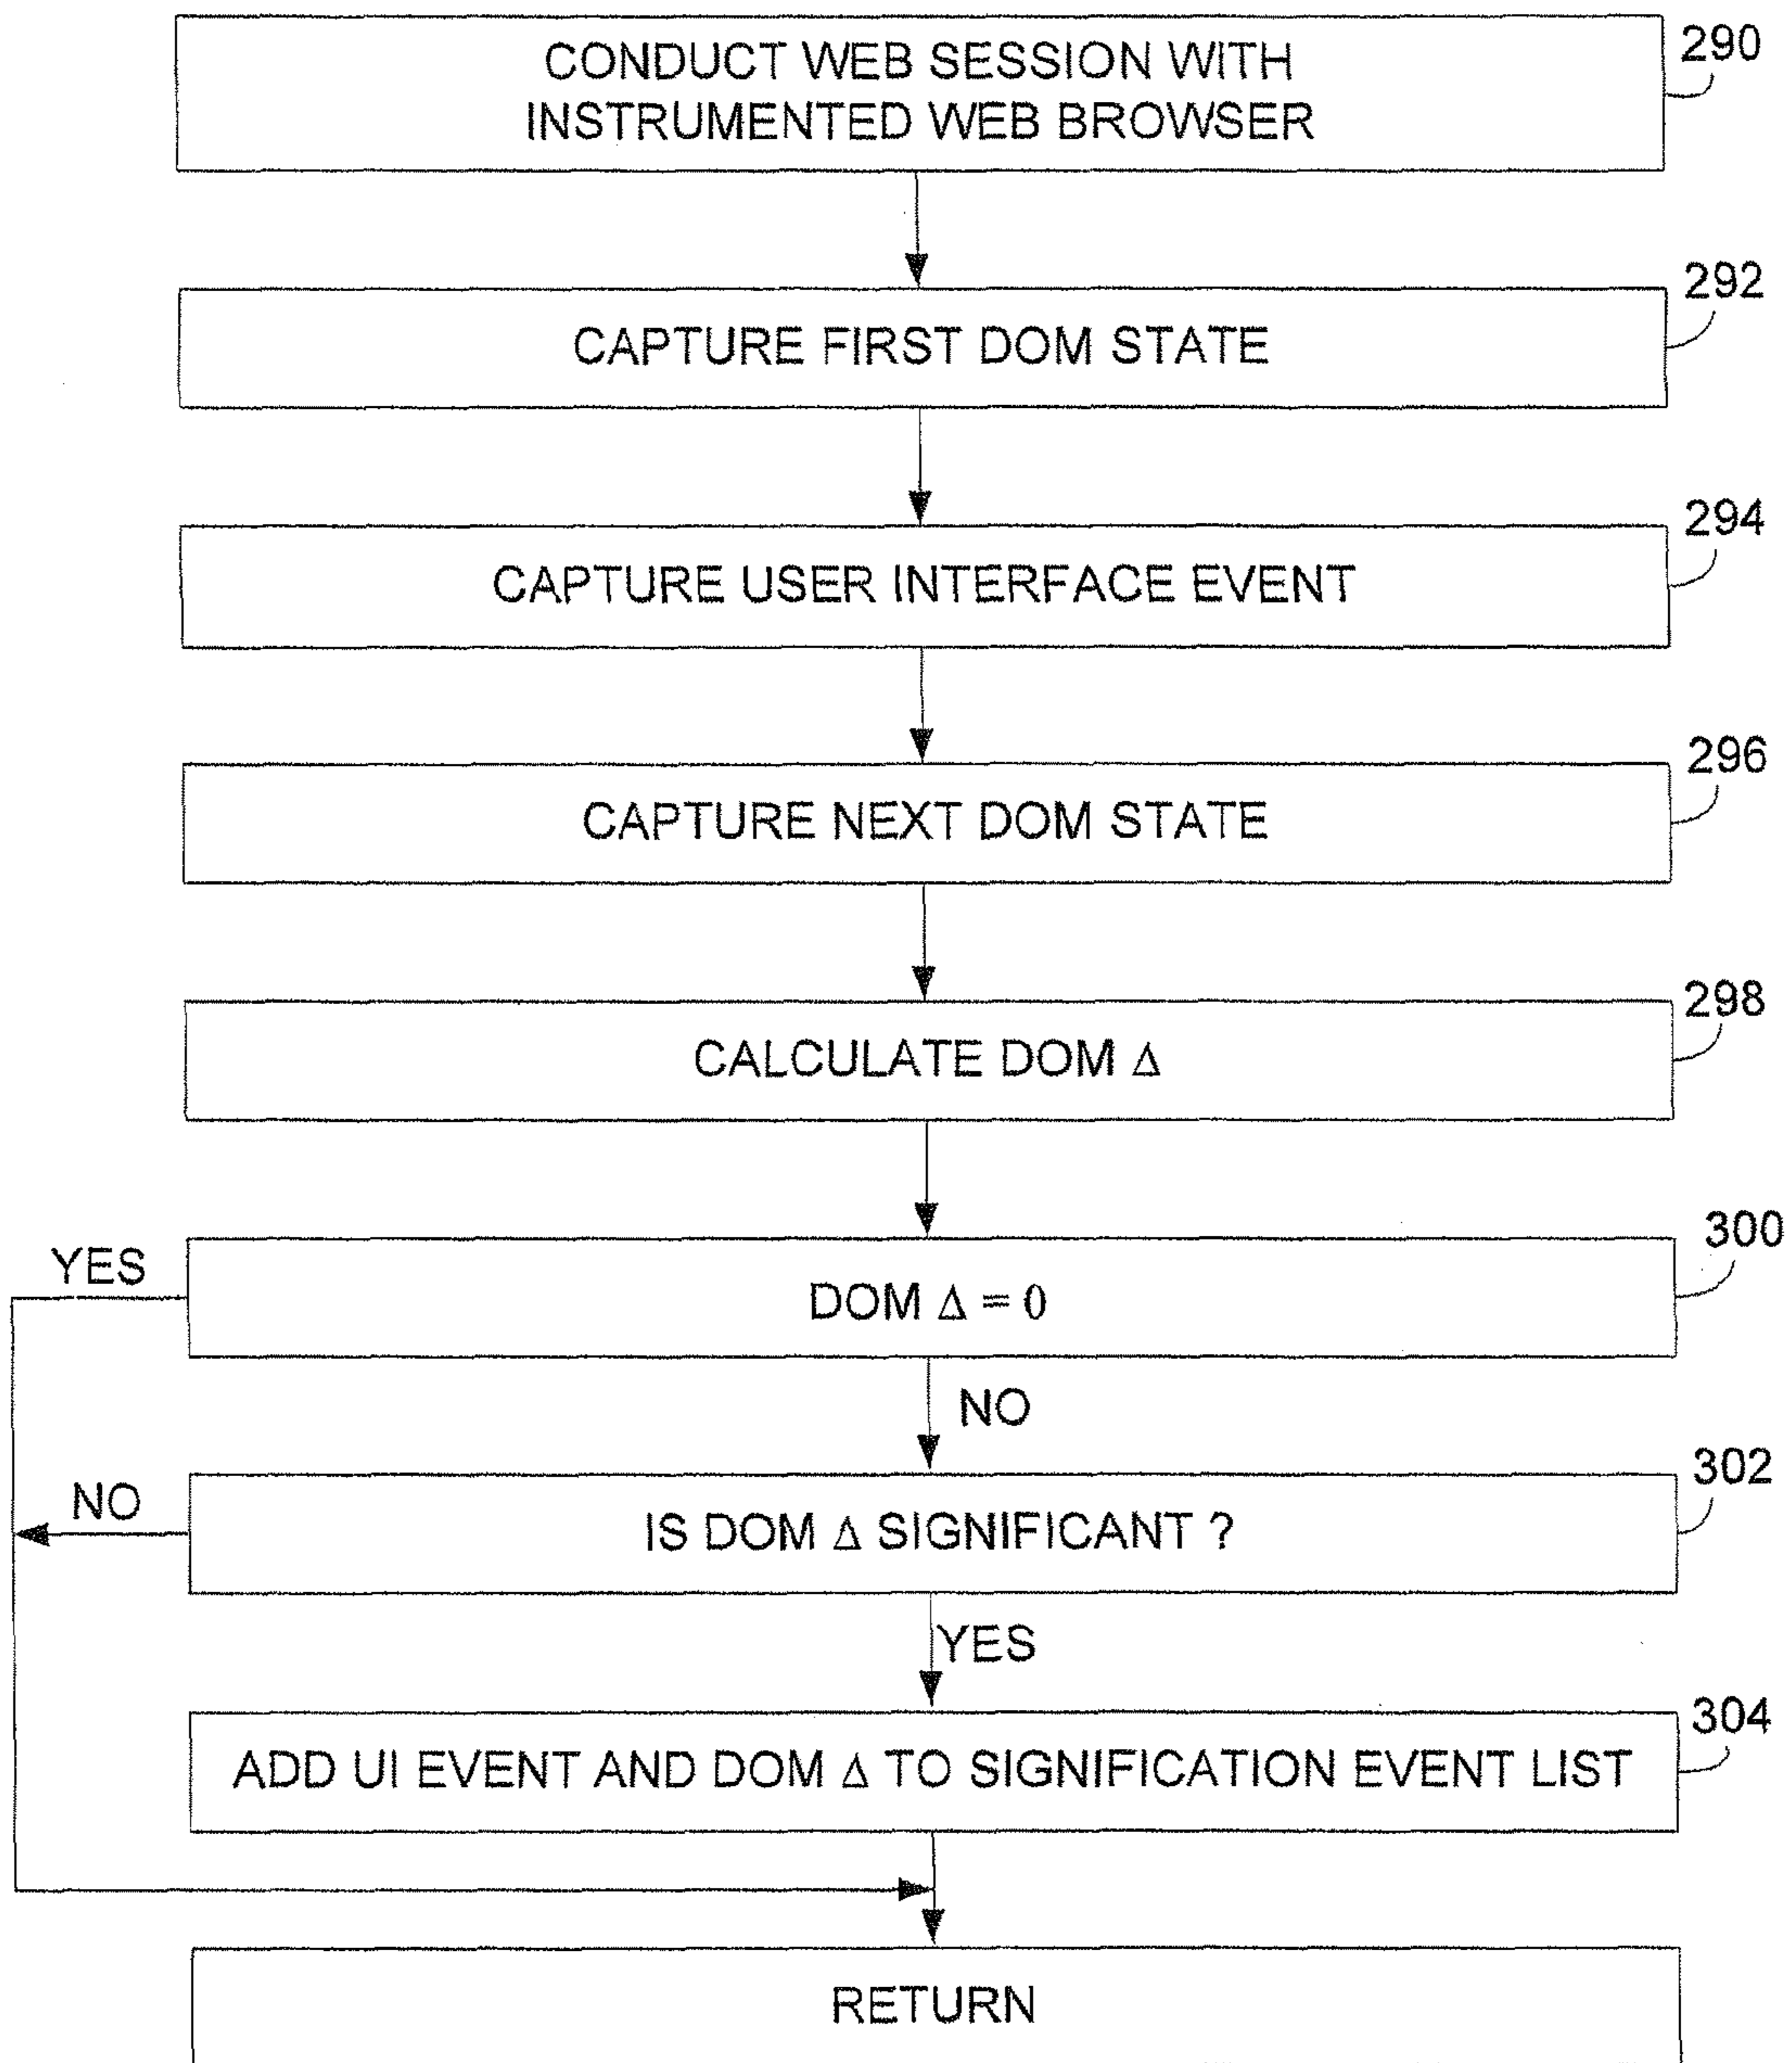 CONDUCT WEB SESSION WITH
INSTRUMENTED WEB BROWSER
290
CAPTURE FIRST DOM STATE
292
CAPTURE USER INTERFACE EVENT
294
CAPTURE NEXT DOM STATE
296
CALCULATE DOM Δ
298
YES
DOM Δ = 0
300
NO
NO
IS DOM Δ SIGNIFICANT ?
302
YES
ADD UI EVENT AND DOM Δ TO SIGNIFICATION EVENT LIST
304
RETURN